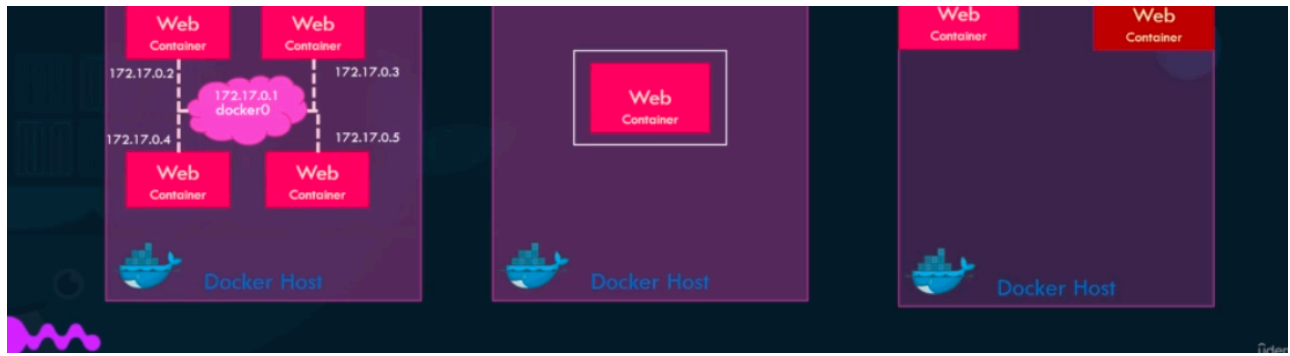 Web
Container
Web
Container
172.17.0.2
172.17.0.3
172.17.0.1
docker0
172.17.0.4
172.17.0.5
Web
Container
Web
Container
Docker Host
Web
Container
Docker Host
Web
Container
Web
Container
Docker Host